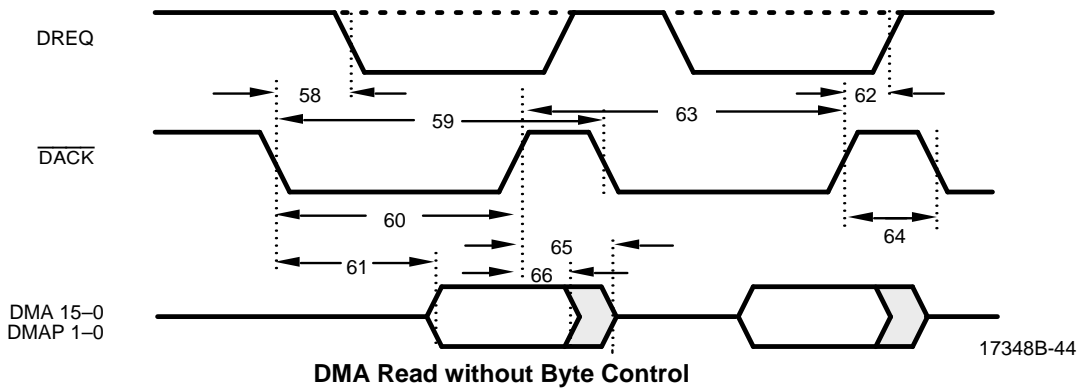 DREQ
58
62
59
63
DACK
60
64
65
61
66
DMA 15–0
DMAP 1–0
17348B-44
DMA Read without Byte Control